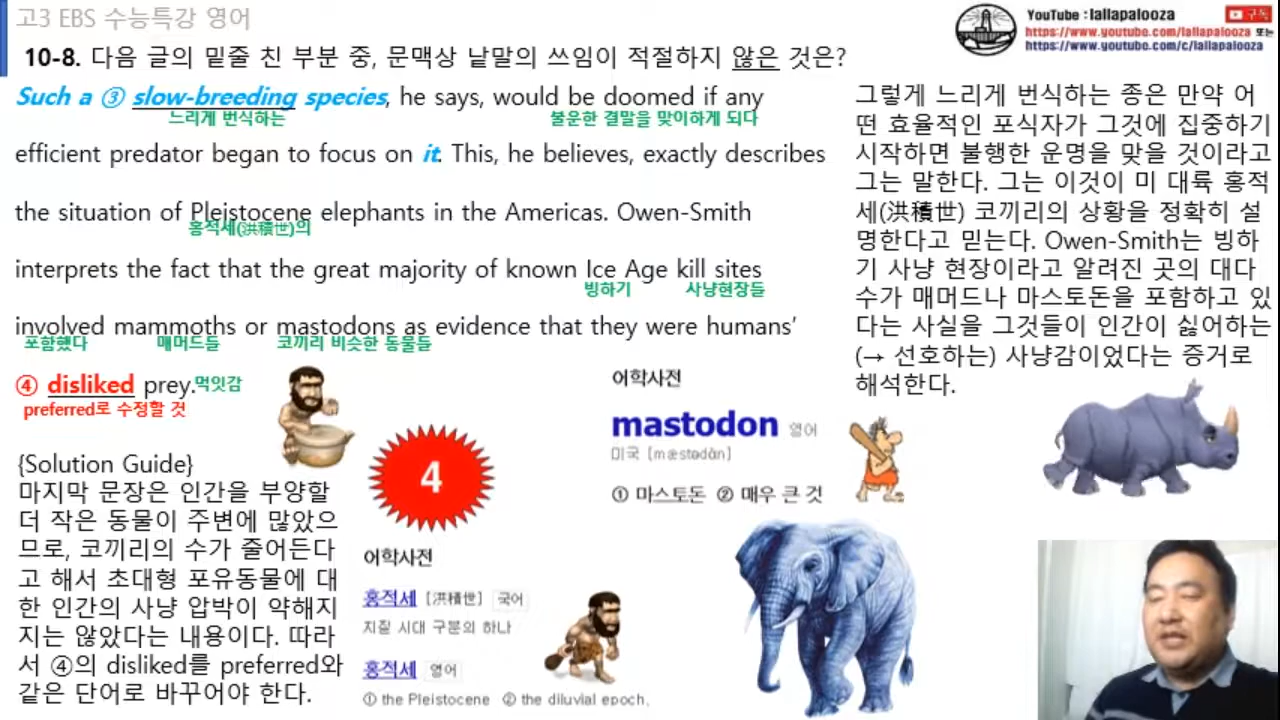 고3 EBS 수능특강 영어
YouTube : lallapalooza
구독
https://www.youtube.com/lallapalooza 또는
https://www.youtube.com/c/lallapalooza
10-8. 다음 글의 밑줄 친 부분 중, 문맥상 낱말의 쓰임이 적절하지 않은 것은?
Such a ③ slow-breeding species, he says, would be doomed if any
느리게 번식하는
불운한 결말을 맞이하게 되다
efficient predator began to focus on it. This, he believes, exactly describes
the situation of Pleistocene elephants in the Americas. Owen-Smith
홍적세(洪積世)의
interprets the fact that the great majority of known Ice Age kill sites
빙하기
사냥현장들
involved mammoths or mastodons as evidence that they were humans’
포함했다
매머드들
코끼리 비슷한 동물들
④ disliked prey.먹잇감
preferred로 수정할 것
그렇게 느리게 번식하는 종은 만약 어
떤 효율적인 포식자가 그것에 집중하기
시작하면 불행한 운명을 맞을 것이라고
그는 말한다. 그는 이것이 미 대륙 홍적
세(洪積世) 코끼리의 상황을 정확히 설
명한다고 믿는다. Owen-Smith는 빙하
기 사냥 현장이라고 알려진 곳의 대다
수가 매머드나 마스토돈을 포함하고 있
다는 사실을 그것들이 인간이 싫어하는
(→ 선호하는) 사냥감이었다는 증거로
해석한다.
{Solution Guide}
마지막 문장은 인간을 부양할
더 작은 동물이 주변에 많았으
므로, 코끼리의 수가 줄어든다
고 해서 초대형 포유동물에 대
한 인간의 사냥 압박이 약해지
지는 않았다는 내용이다. 따라
서 ④의 disliked를 preferred와
같은 단어로 바꾸어야 한다.
4
어학사전
mastodon 영어
미국 [mæstədàn]
① 마스토돈 ② 매우 큰 것
어학사전
홍적세 [洪積世] 국어
지질 시대 구분의 하나
홍적세 영어
① the Pleistocene ② the diluvial epoch,